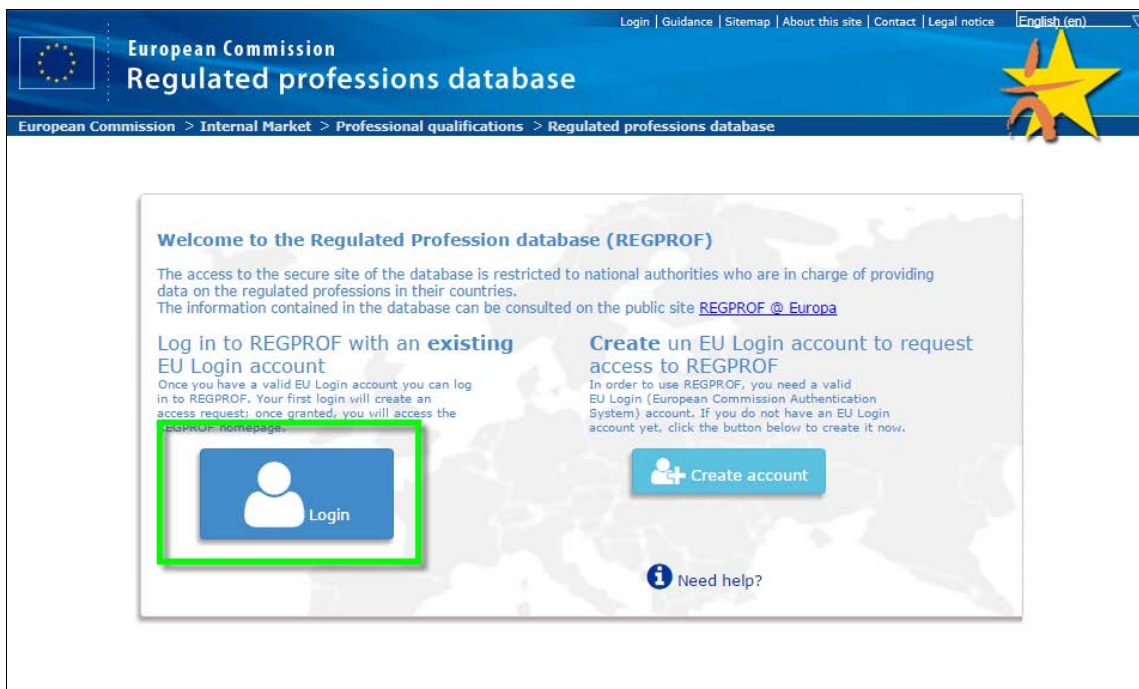 Login | Guidance | Sitemap | About this site | Contact | Legal notice English (en)
European Commission
Regulated professions database
European Commission > Internal Market > Professional qualifications > Regulated professions database
Welcome to the Regulated Profession database (REGPROF)
The access to the secure site of the database is restricted to national authorities who are in charge of providing
data on the regulated professions in their countries.
The information contained in the database can be consulted on the public site REGPROF @ Europa
Log in to REGPROF with an existing
EU Login account
Once you have a valid EU Login account you can log
in to REGPROF. Your first login will create an
access request; once granted, you will access the
REGPROF homepage.
Login
Create un EU Login account to request
access to REGPROF
In order to use REGPROF, you need a valid
EU Login (European Commission Authentication
System) account. If you do not have an EU Login
account yet, click the button below to create it now.
Create account
Need help?